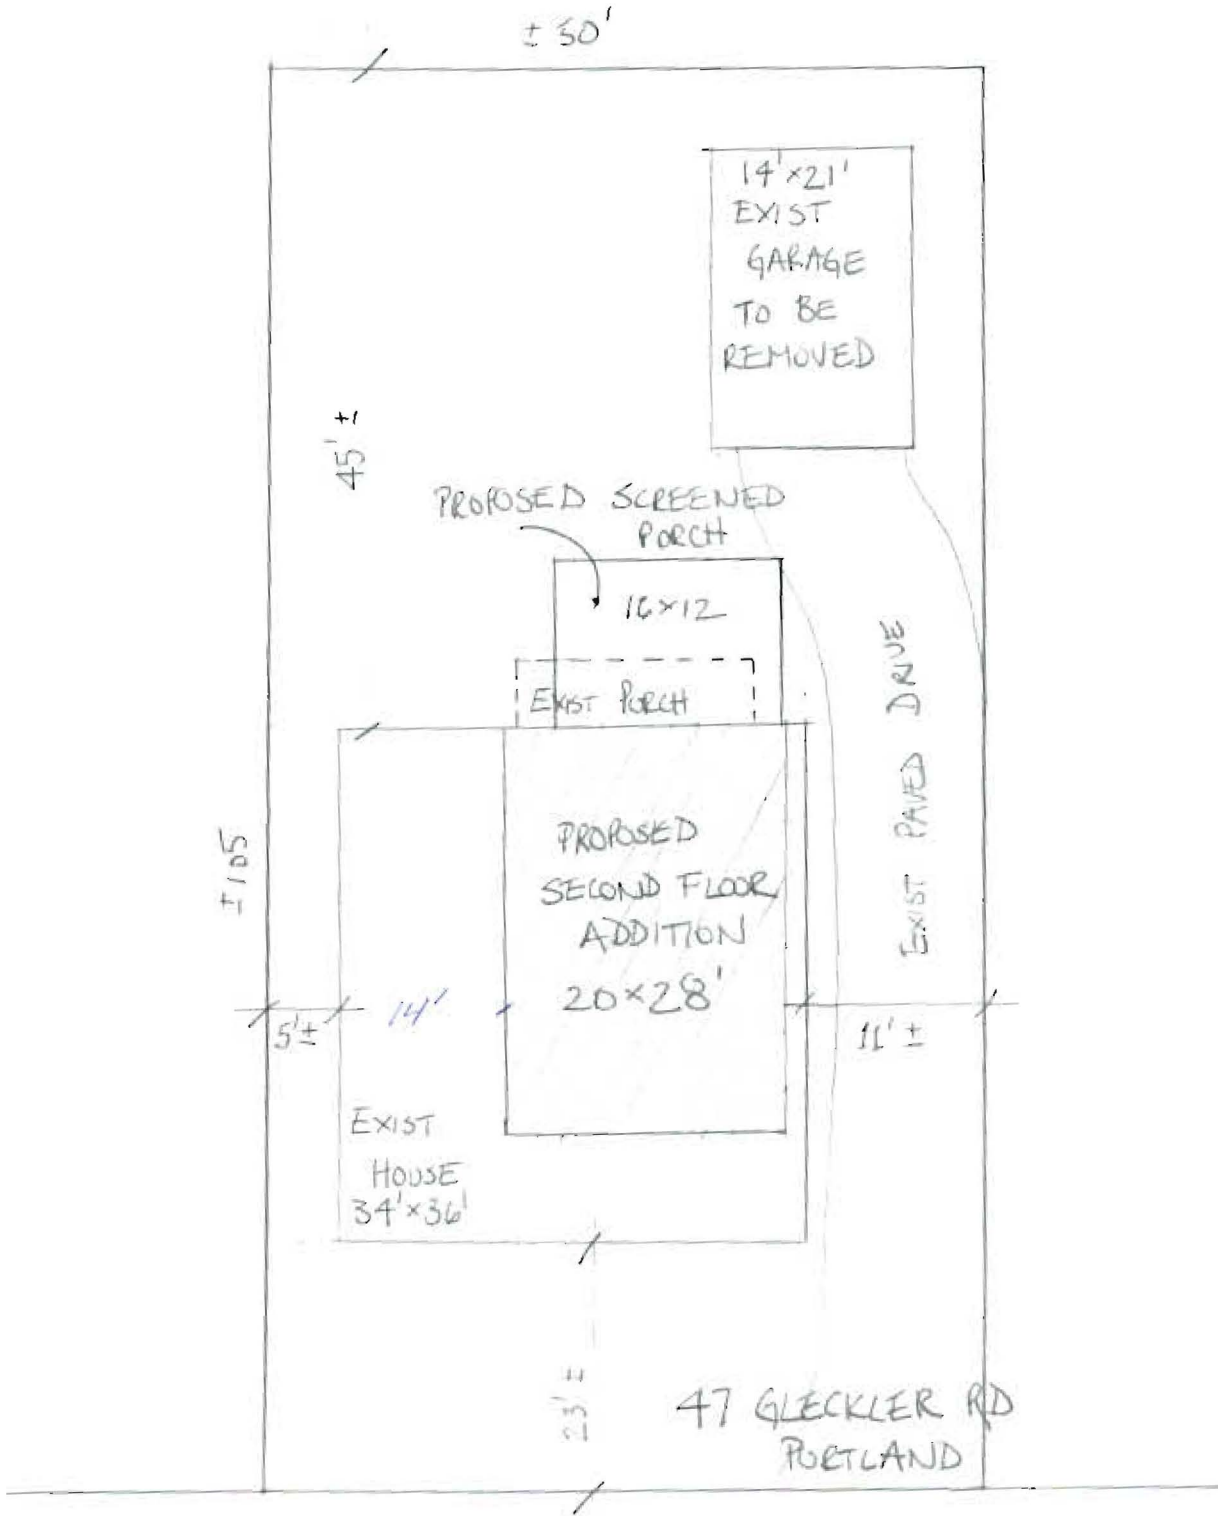 ± 50'
14'×21'
EXIST
GARAGE
TO BE
REMOVED
45' ±
PROPOSED SCREENED
PORCH
16×12
EXIST PORCH
EXIST PAVED DRIVE
±105
PROPOSED
SECOND FLOOR
ADDITION
20×28'
5'±
14'
11' ±
EXIST
HOUSE
34'×36'
23' ±
47 GLECKLER RD
PORTLAND